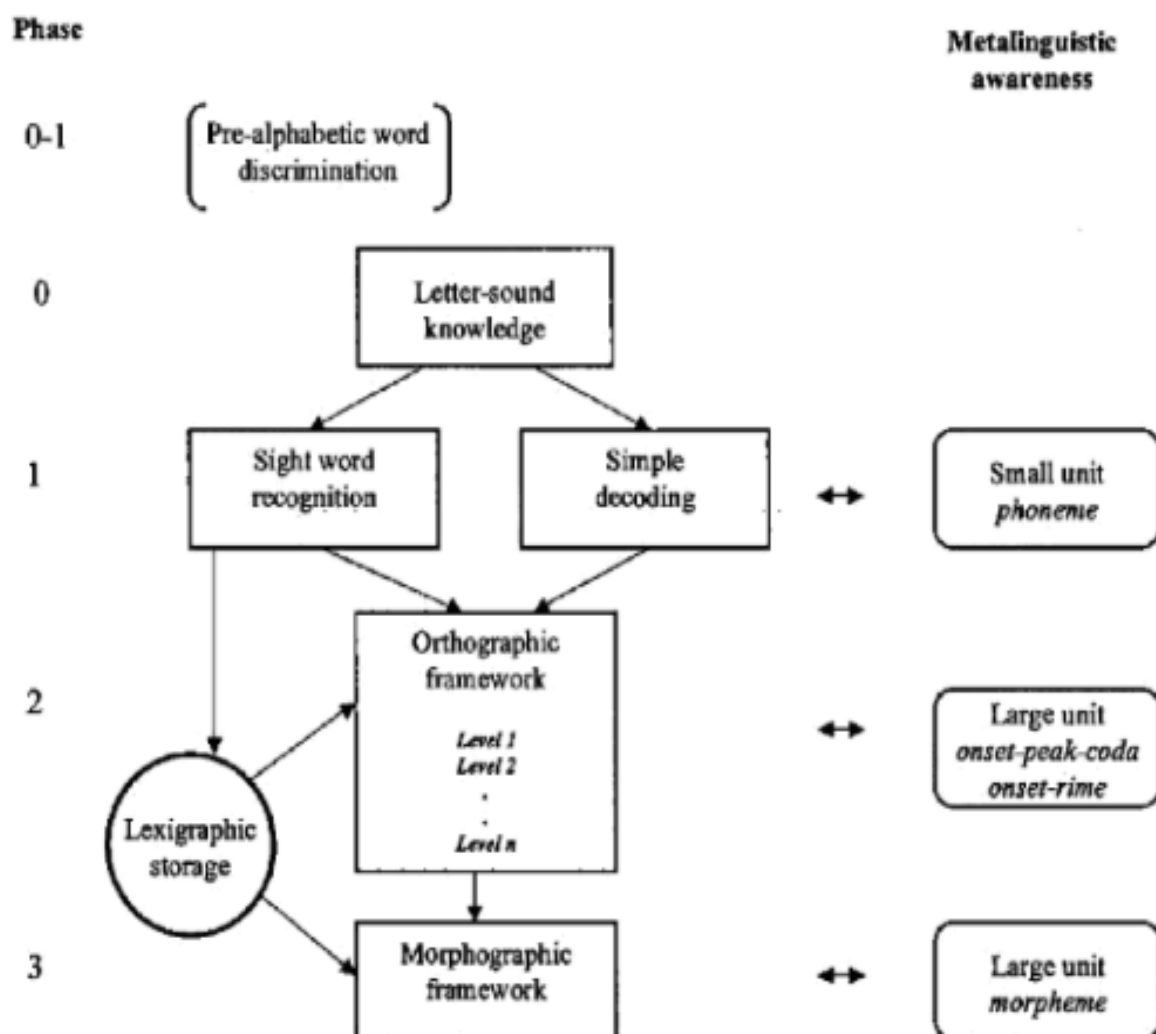 Phase
Metalinguistic
awareness
0-1
Pre-alphabetic word
discrimination
0
Letter-sound
knowledge
1
Sight word
recognition
Simple
decoding
Small unit
phoneme
2
Orthographic
framework
Level 1
Level 2
.
.
Level n
Large unit
onset-peak-coda
onset-rime
Lexigraphic
storage
3
Morphographic
framework
Large unit
morpheme